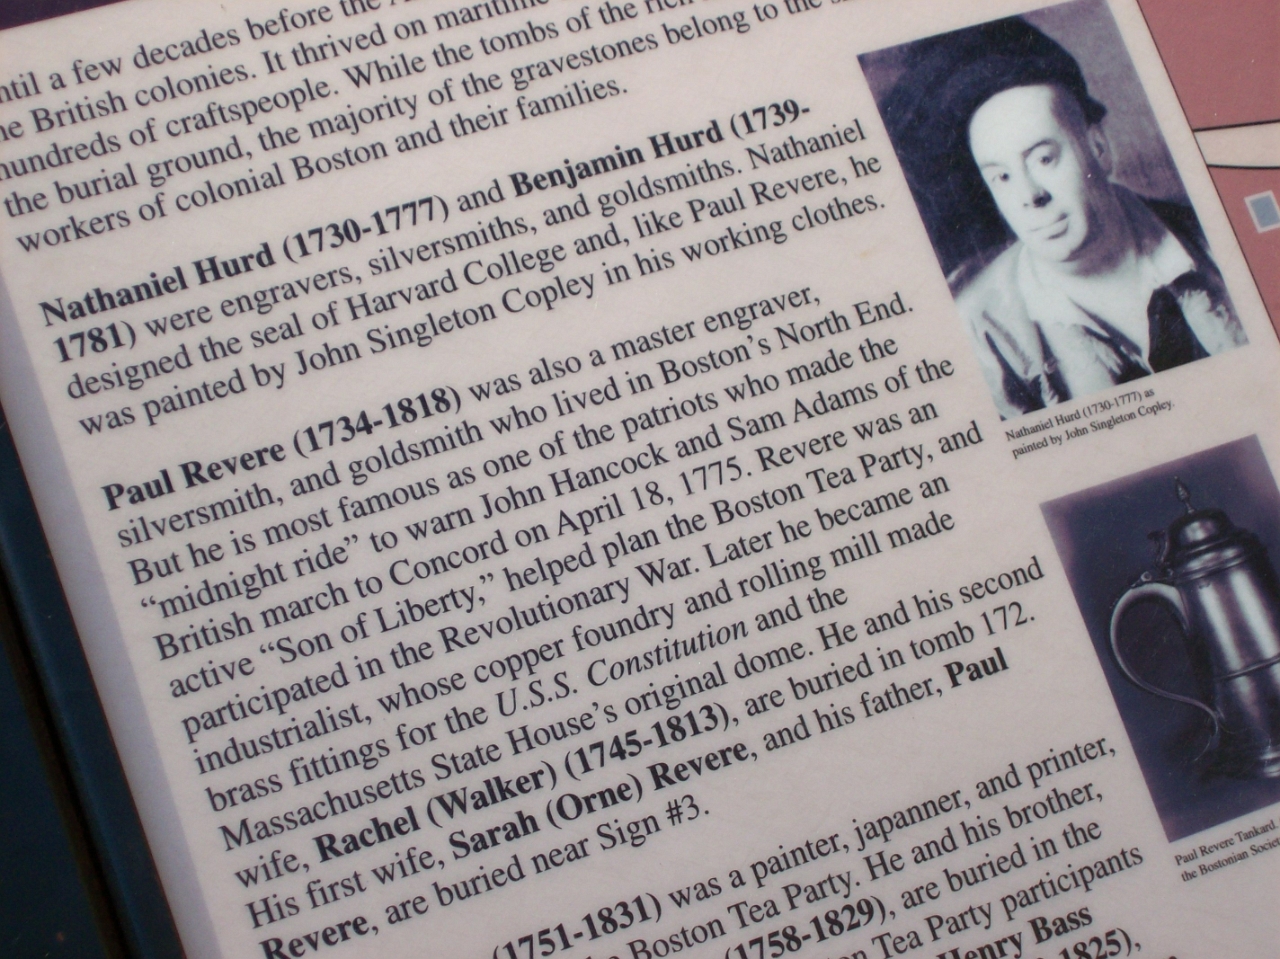 ntil a few decades before the
he British colonies. It thrived on maritime
hundreds of craftspeople. While the tombs of the rich
the burial ground, the majority of the gravestones belong to the
workers of colonial Boston and their families.
Nathaniel Hurd (1730-1777) and Benjamin Hurd (1739-
1781) were engravers, silversmiths, and goldsmiths. Nathaniel
designed the seal of Harvard College and, like Paul Revere, he
was painted by John Singleton Copley in his working clothes.
Paul Revere (1734-1818) was also a master engraver,
silversmith, and goldsmith who lived in Boston's North End.
But he is most famous as one of the patriots who made the
“midnight ride” to warn John Hancock and Sam Adams of the
British march to Concord on April 18, 1775. Revere was an
active “Son of Liberty,” helped plan the Boston Tea Party, and
participated in the Revolutionary War. Later he became an
industrialist, whose copper foundry and rolling mill made
brass fittings for the U.S.S. Constitution and the
Massachusetts State House's original dome. He and his second
wife, Rachel (Walker) (1745-1813), are buried in tomb 172.
His first wife, Sarah (Orne) Revere, and his father, Paul
Revere, are buried near Sign #3.
(1751-1831) was a painter, japanner, and printer,
Boston Tea Party. He and his brother,
(1758-1829), are buried in the
Tea Party participants
Henry Bass
1825),
Nathaniel Hurd (1730-1777) as
painted by John Singleton Copley.
Paul Revere Tankard,
the Bostonian Societ